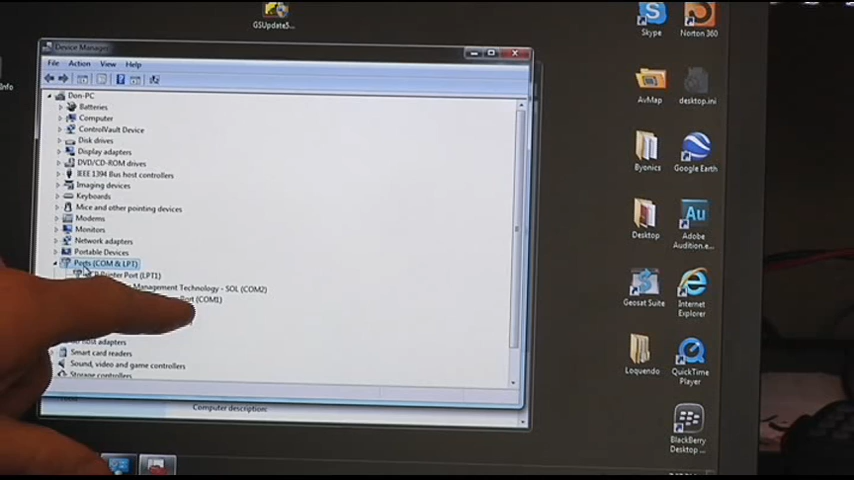 GSUpdate5...
Skype
Norton 360
Info
Device Manager
File Action View Help
Don-PC
Batteries
Computer
ControlVault Device
Disk drives
Display adapters
DVD/CD-ROM drives
IEEE 1394 Bus host controllers
Imaging devices
Keyboards
Mice and other pointing devices
Modems
Monitors
Network adapters
Portable Devices
Ports (COM & LPT)
Printer Port (LPT1)
Management Technology - SOL (COM2)
Port (COM1)
host adapters
Smart card readers
Sound, video and game controllers
Storage controllers
Computer description:
AvMap
desktop.ini
Byonics
Google Earth
Desktop
Adobe
Audition...
Geosat Suite
Internet
Explorer
Loquendo
QuickTime
Player
BlackBerry
Desktop ...